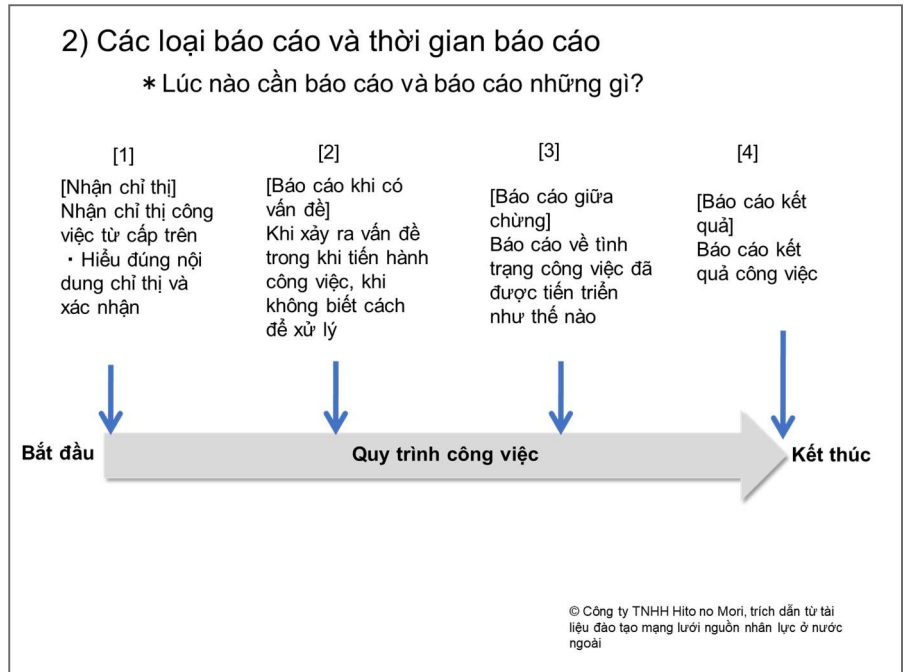 2) Các loại báo cáo và thời gian báo cáo
* Lúc nào cần báo cáo và báo cáo những gì?
[1]
[Nhận chỉ thị]
Nhận chỉ thị công
việc từ cấp trên
・Hiểu đúng nội
dung chỉ thị và
xác nhận
[2]
[Báo cáo khi có
vấn đề]
Khi xảy ra vấn đề
trong khi tiến hành
công việc, khi
không biết cách
để xử lý
[3]
[Báo cáo giữa
chừng]
Báo cáo về tình
trạng công việc đã
được tiến triển
như thế nào
[4]
[Báo cáo kết
quả]
Báo cáo kết
quả công việc
Bắt đầu
Quy trình công việc
Kết thúc
© Công ty TNHH Hito no Mori, trích dẫn từ tài
liệu đào tạo mạng lưới nguồn nhân lực ở nước
ngoài